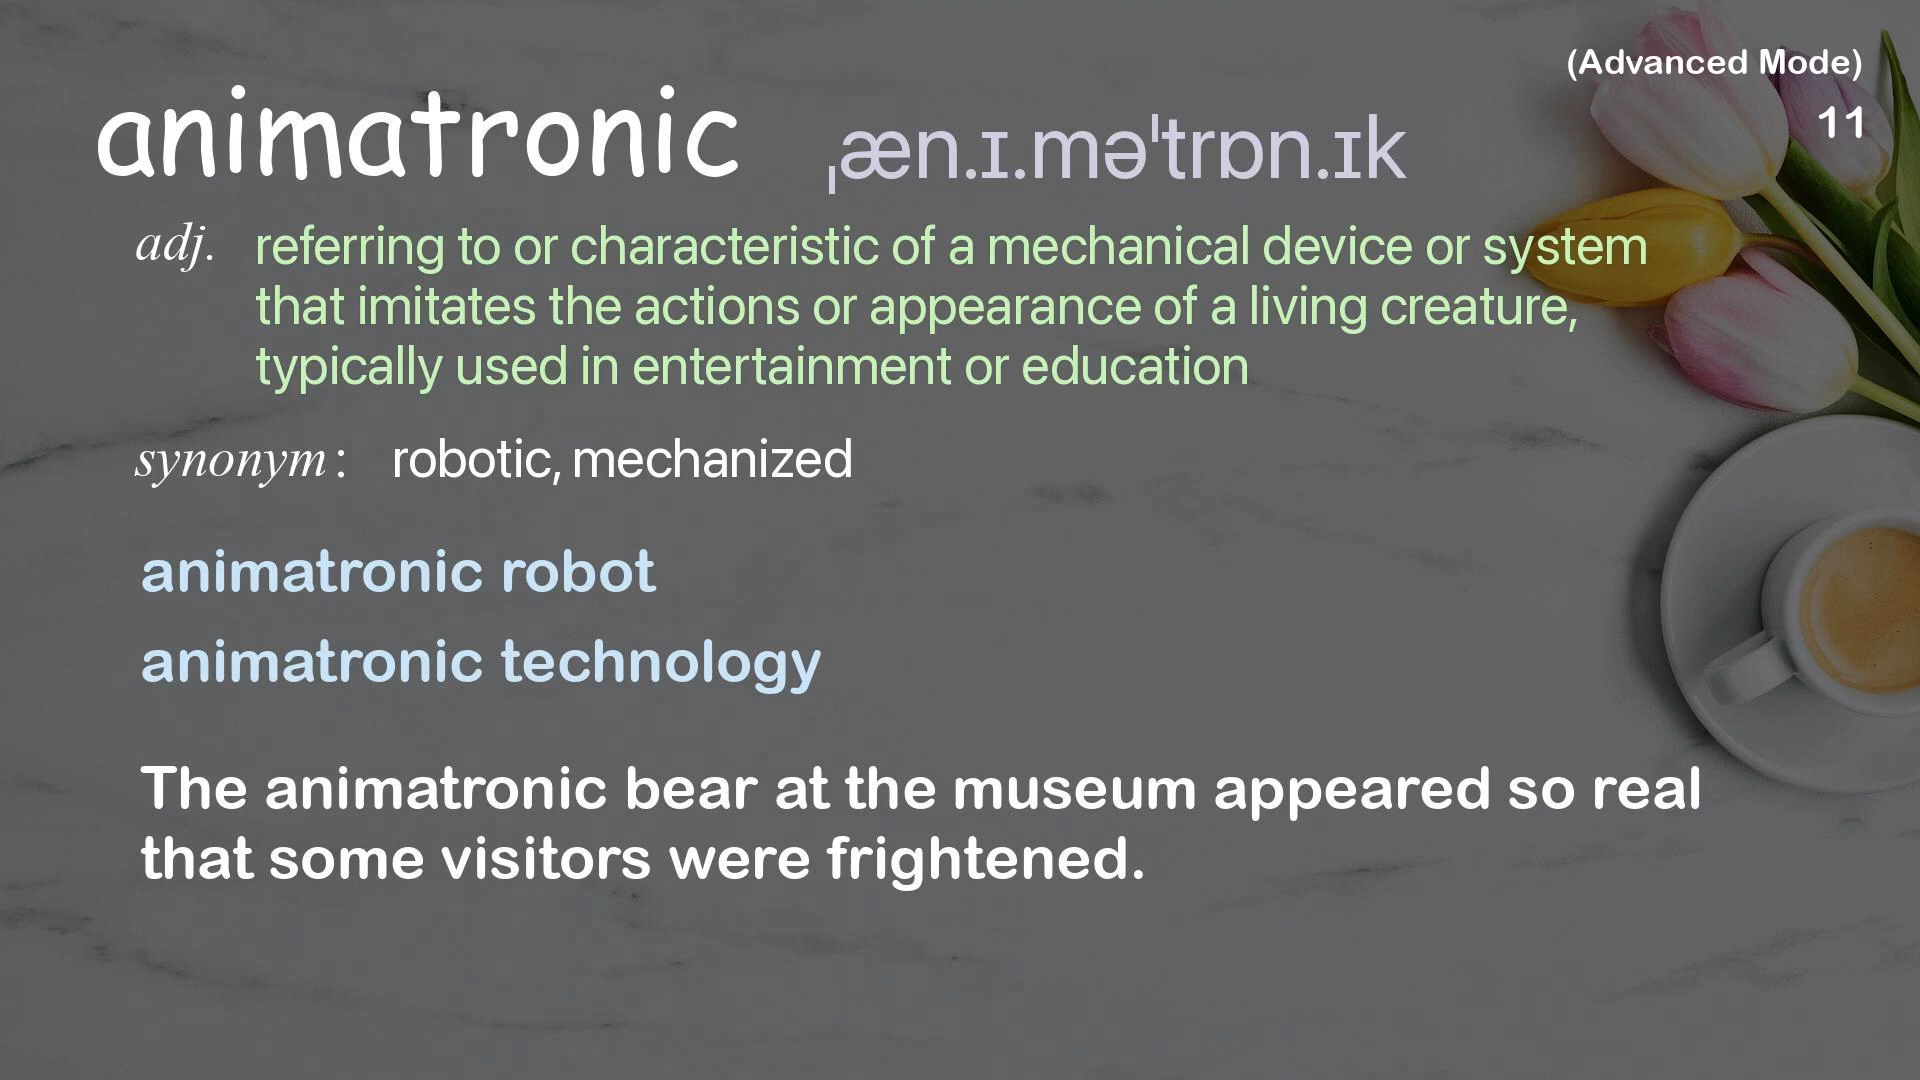 (Advanced Mode)
11
animatronic ˌæn.ɪ.məˈtrɒn.ɪk
adj. referring to or characteristic of a mechanical device or system
that imitates the actions or appearance of a living creature,
typically used in entertainment or education
synonym: robotic, mechanized
animatronic robot
animatronic technology
The animatronic bear at the museum appeared so real
that some visitors were frightened.